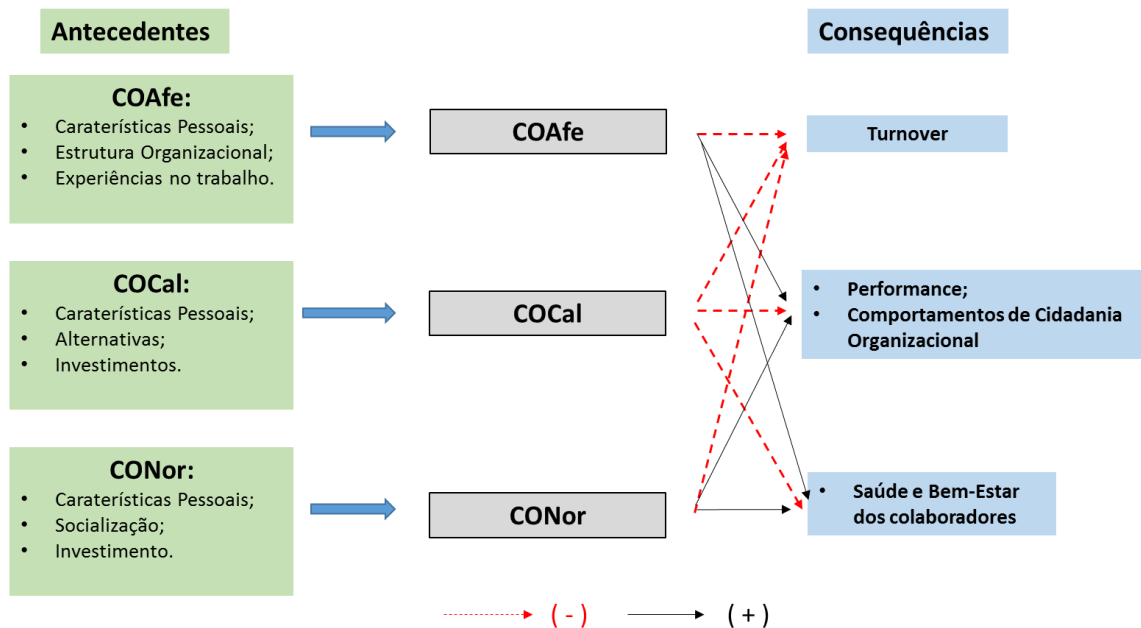 Antecedentes
Consequências
COAfe:
• Caraterísticas Pessoais;
• Estrutura Organizacional;
• Experiências no trabalho.
COAfe
Turnover
COCal:
• Caraterísticas Pessoais;
• Alternativas;
• Investimentos.
COCal
• Performance;
• Comportamentos de Cidadania
Organizacional
CONor:
• Caraterísticas Pessoais;
• Socialização;
• Investimento.
CONor
• Saúde e Bem-Estar
dos colaboradores
( - )
( + )